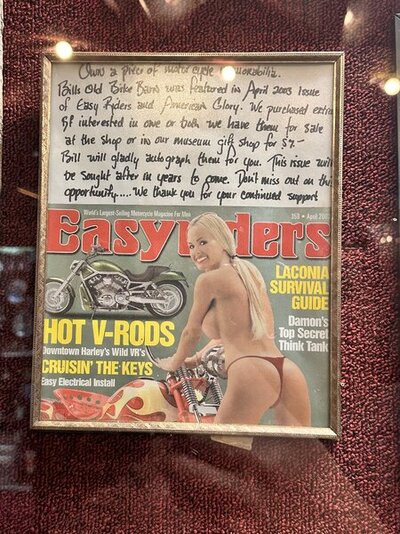 Own a piece of motorcycle memorabilia.
Bills Old Bike Barn was featured in April 2003 Issue
of Easy Ryders and American Glory. We purchased extra
If interested in one or both we have them for sale
at the shop or in our museum gift shop for $7-
Bill will gladly autograph them for you. This issue will
be sought after in years to come. Don't miss out on this
opportunity..... We thank you for your continued support
World's Largest-Selling Motorcycle Magazine For Men
358 • April 2003
EasyRiders
LACONIA
SURVIVAL
GUIDE
Damon's
Top Secret
Think Tank
HOT V-RODS
Downtown Harley's Wild VR's
CRUISIN' THE KEYS
Easy Electrical Install